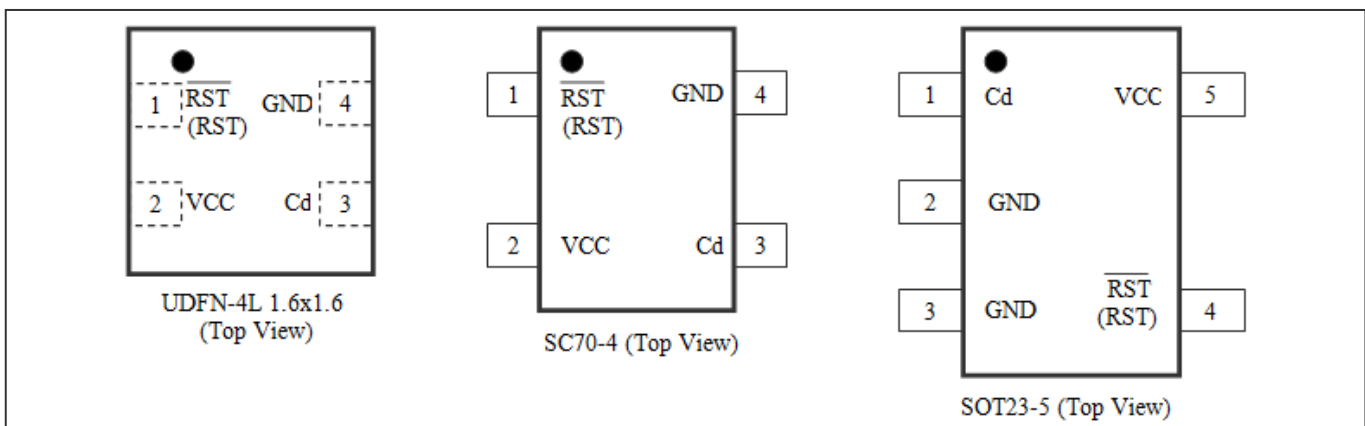 1 RST GND 4
(RST)
2 VCC Cd 3
UDFN-4L 1.6x1.6
(Top View)
1 RST GND 4
(RST)
2 VCC Cd 3
SC70-4 (Top View)
1 Cd VCC 5
2 GND
RST
3 GND (RST) 4
SOT23-5 (Top View)